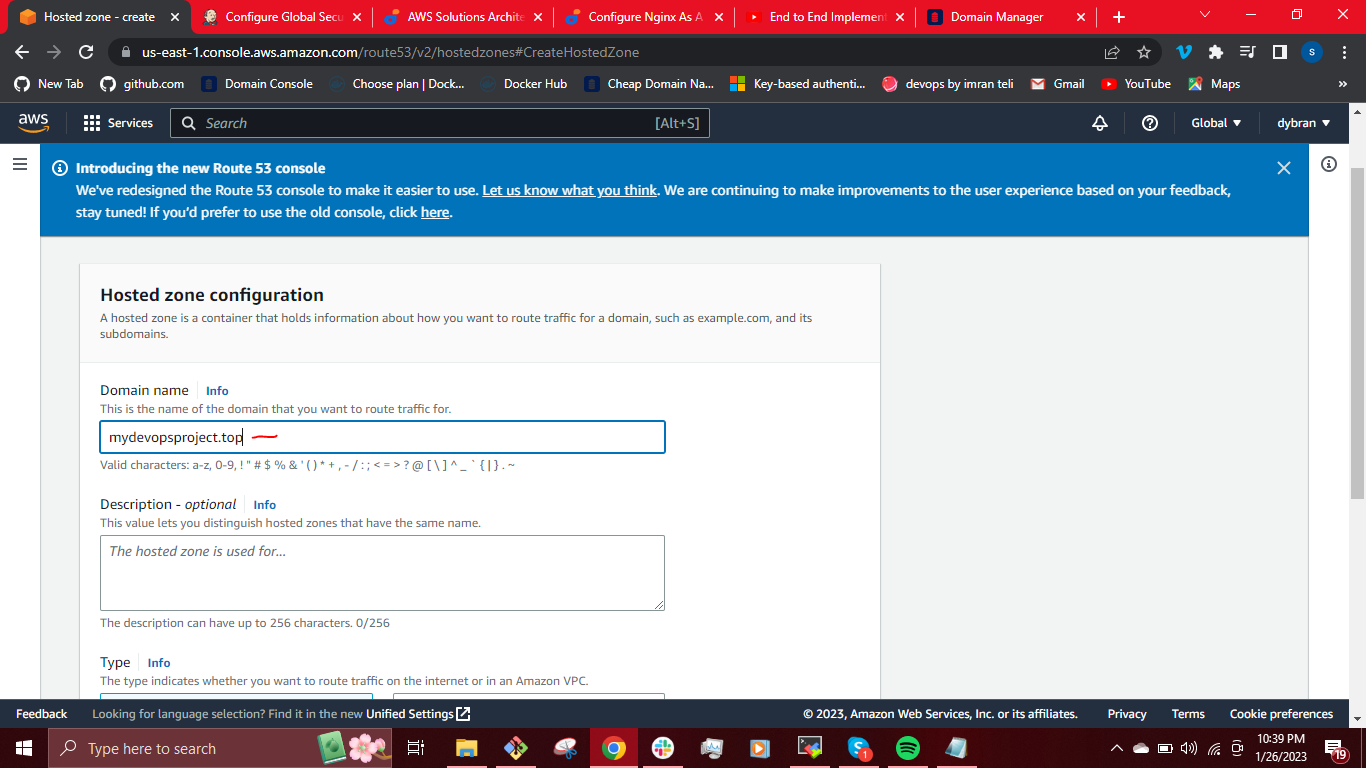 Hosted zone - create
Configure Global Secu
AWS Solutions Archite
Configure Nginx As A
End to End Implement
Domain Manager
us-east-1.console.aws.amazon.com/route53/v2/hostedzones#CreateHostedZone
S
New Tab
github.com
Domain Console
Choose plan | Dock...
Docker Hub
Cheap Domain Na...
Key-based authenti...
devops by imran teli
Gmail
YouTube
Maps
»
aws
Services
Search
[Alt+S]
Global
dybran
Introducing the new Route 53 console
We've redesigned the Route 53 console to make it easier to use. Let us know what you think. We are continuing to make improvements to the user experience based on your feedback,
stay tuned! If you'd prefer to use the old console, click here.
Hosted zone configuration
A hosted zone is a container that holds information about how you want to route traffic for a domain, such as example.com, and its
subdomains.
Domain name Info
This is the name of the domain that you want to route traffic for.
mydevopsproject.top
Valid characters: a-z, 0-9, ! " # $ % & ' ( ) * + , - / : ; < = > ? @ [ \ ] ^ _ ` { | } . ~
Description - optional Info
This value lets you distinguish hosted zones that have the same name.
The hosted zone is used for...
The description can have up to 256 characters. 0/256
Type Info
The type indicates whether you want to route traffic on the internet or in an Amazon VPC.
Feedback
Looking for language selection? Find it in the new Unified Settings
© 2023, Amazon Web Services, Inc. or its affiliates.
Privacy
Terms
Cookie preferences
Type here to search
1
10:39 PM
1/26/2023
19